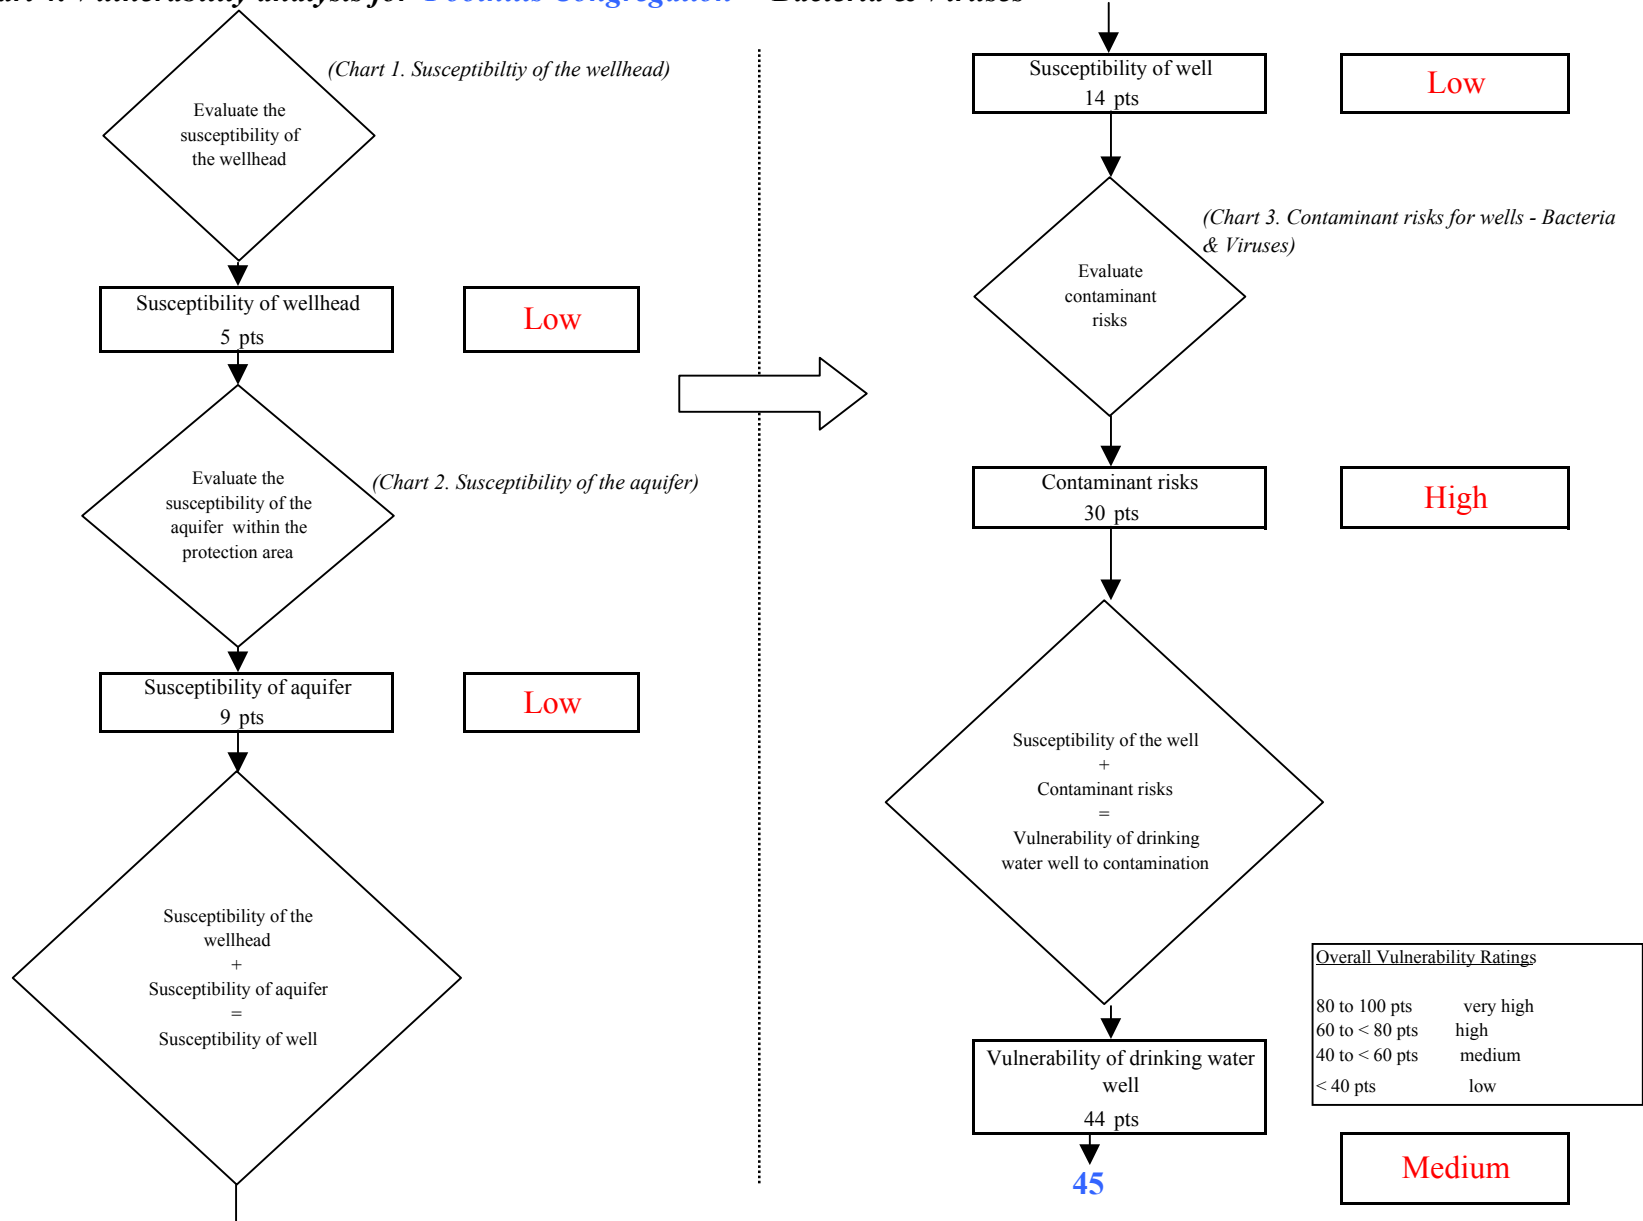 Vulnerability analysis for Congregation - Bacteria & Viruses
(Chart 1. Susceptibiltiy of the wellhead)
Evaluate the
susceptibility of
the wellhead
Susceptibility of wellhead
5 pts
Low
Evaluate the
susceptibility of the
aquifer within the
protection area
(Chart 2. Susceptibility of the aquifer)
Susceptibility of aquifer
9 pts
Low
Susceptibility of the
wellhead
+
Susceptibility of aquifer
=
Susceptibility of well
Susceptibility of well
14 pts
Low
(Chart 3. Contaminant risks for wells - Bacteria
& Viruses)
Evaluate
contaminant
risks
Contaminant risks
30 pts
High
Susceptibility of the well
+
Contaminant risks
=
Vulnerability of drinking
water well to contamination
Overall Vulnerability Ratings
80 to 100 pts very high
60 to < 80 pts high
40 to < 60 pts medium
< 40 pts low
Vulnerability of drinking water
well
44 pts
45
Medium